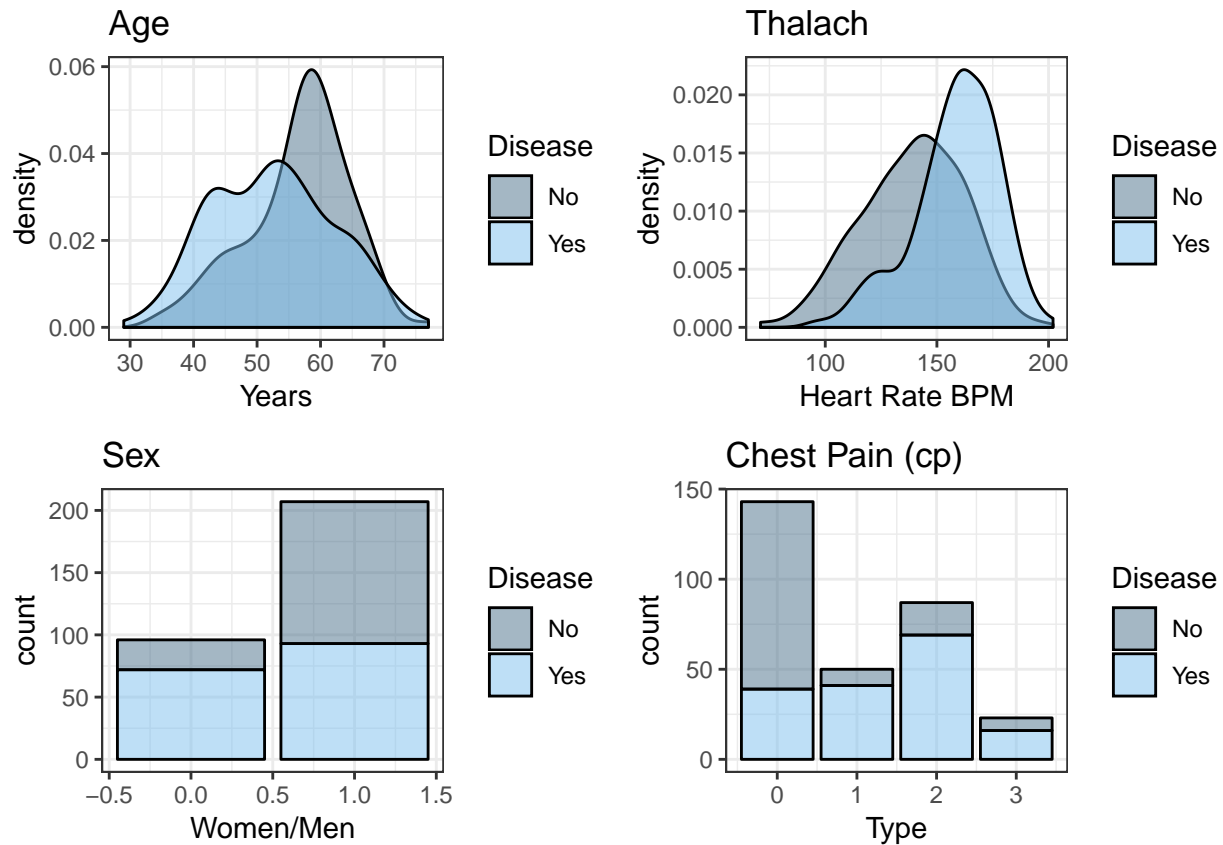 Age
0.06
0.04
0.02
0.00
density
30 40 50 60 70
Years
Disease
No
Yes
Thalach
0.020
0.015
0.010
0.005
0.000
density
100 150 200
Heart Rate BPM
Disease
No
Yes
Sex
200
150
100
50
0
count
−0.5 0.0 0.5 1.0 1.5
Women/Men
Disease
No
Yes
Chest Pain (cp)
150
100
50
0
count
0 1 2 3
Type
Disease
No
Yes